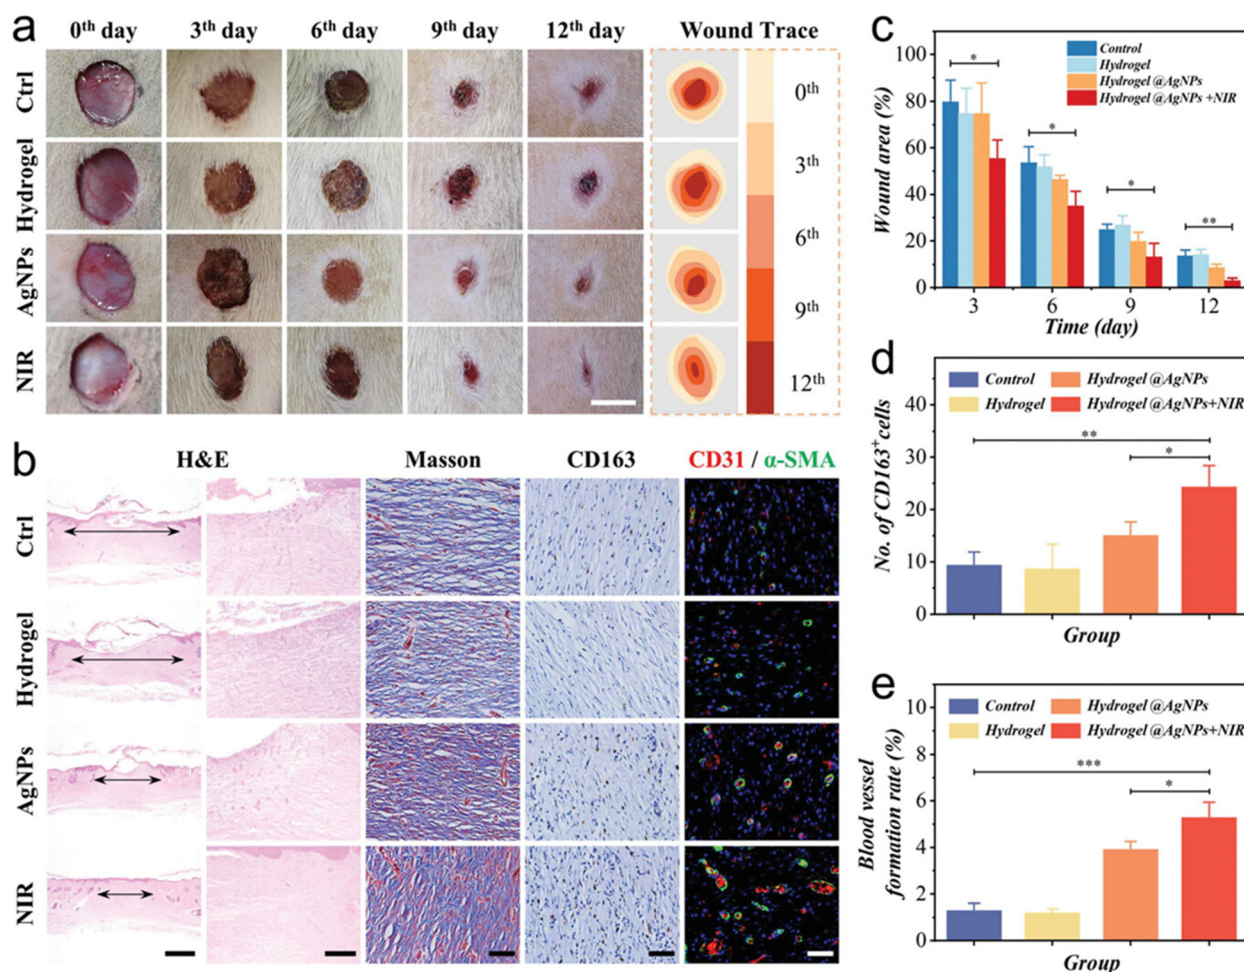 a
0th day 3th day 6th day 9th day 12th day Wound Trace
Ctrl
Hydrogel
AgNPs
NIR
0th
3th
6th
9th
12th
b
H&E Masson CD163 CD31 / α-SMA
Ctrl
Hydrogel
AgNPs
NIR
c
Wound area (%)
100
80
60
40
20
0
Control
Hydrogel
Hydrogel @AgNPs
Hydrogel @AgNPs +NIR
*
*
*
**
3 6 9 12
Time (day)
d
No. of CD163+ cells
40
30
20
10
0
Control Hydrogel @AgNPs
Hydrogel Hydrogel @AgNPs+NIR
**
*
Group
e
Blood vessel
formation rate (%)
10
8
6
4
2
0
Control Hydrogel @AgNPs
Hydrogel Hydrogel @AgNPs+NIR
***
*
Group